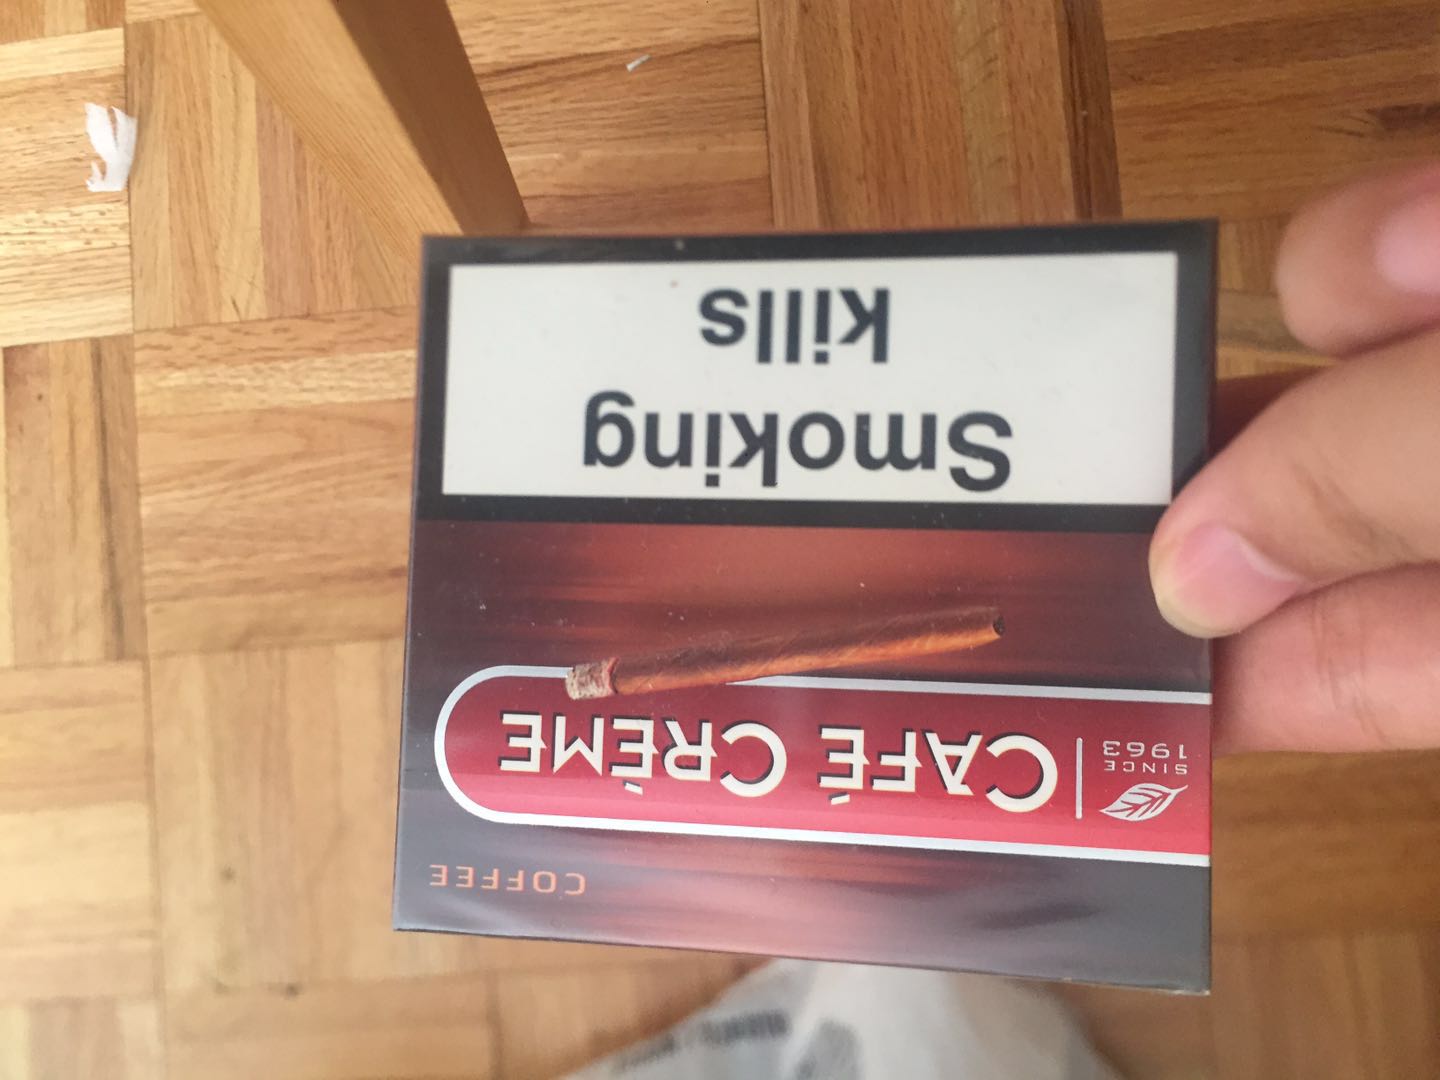 COFFEE
SINCE
1963
CAFÉ CRÈME
Smoking
kills